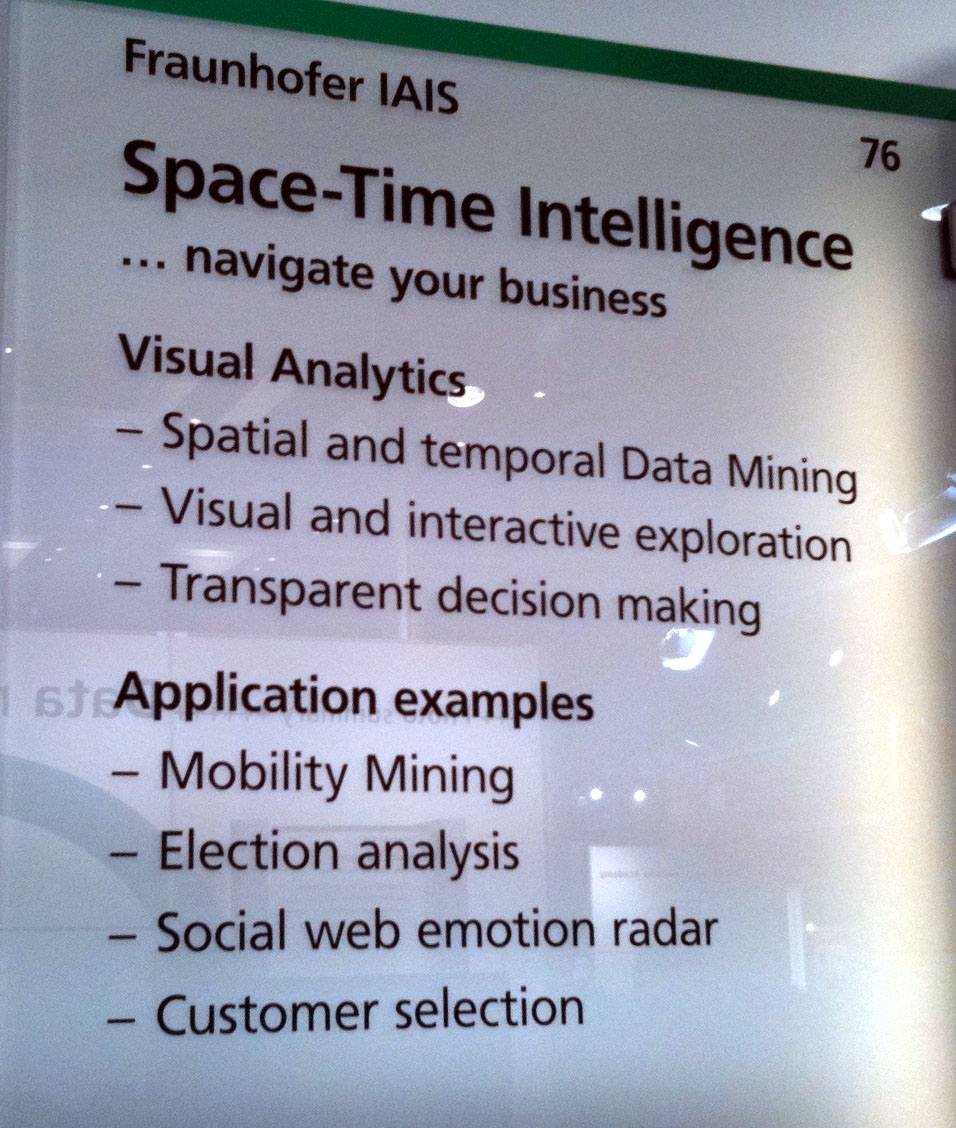 Fraunhofer IAIS
76
Space-Time Intelligence
... navigate your business
Visual Analytics
– Spatial and temporal Data Mining
– Visual and interactive exploration
– Transparent decision making
Application examples
– Mobility Mining
– Election analysis
– Social web emotion radar
– Customer selection